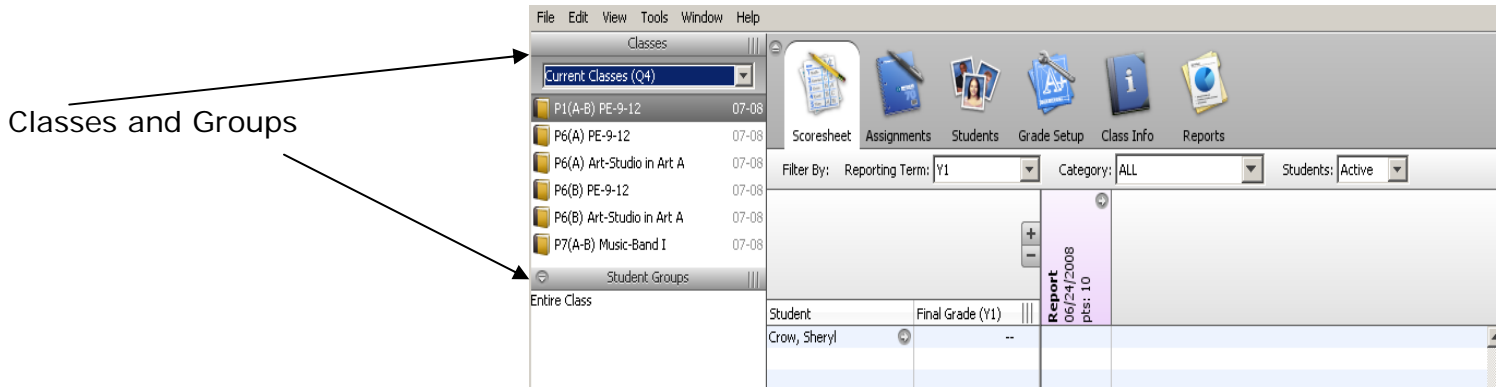 File Edit View Tools Window Help
Classes
Current Classes (Q4)
P1(A-B) PE-9-12 07-08
P6(A) PE-9-12 07-08
P6(A) Art-Studio in Art A 07-08
P6(B) PE-9-12 07-08
P6(B) Art-Studio in Art A 07-08
P7(A-B) Music-Band I 07-08
Student Groups
Entire Class
Classes and Groups
Scoresheet Assignments Students Grade Setup Class Info Reports
Filter By: Reporting Term: Y1 Category: ALL Students: Active
Report
06/24/2008
pts: 10
Student Final Grade (Y1)
Crow, Sheryl --